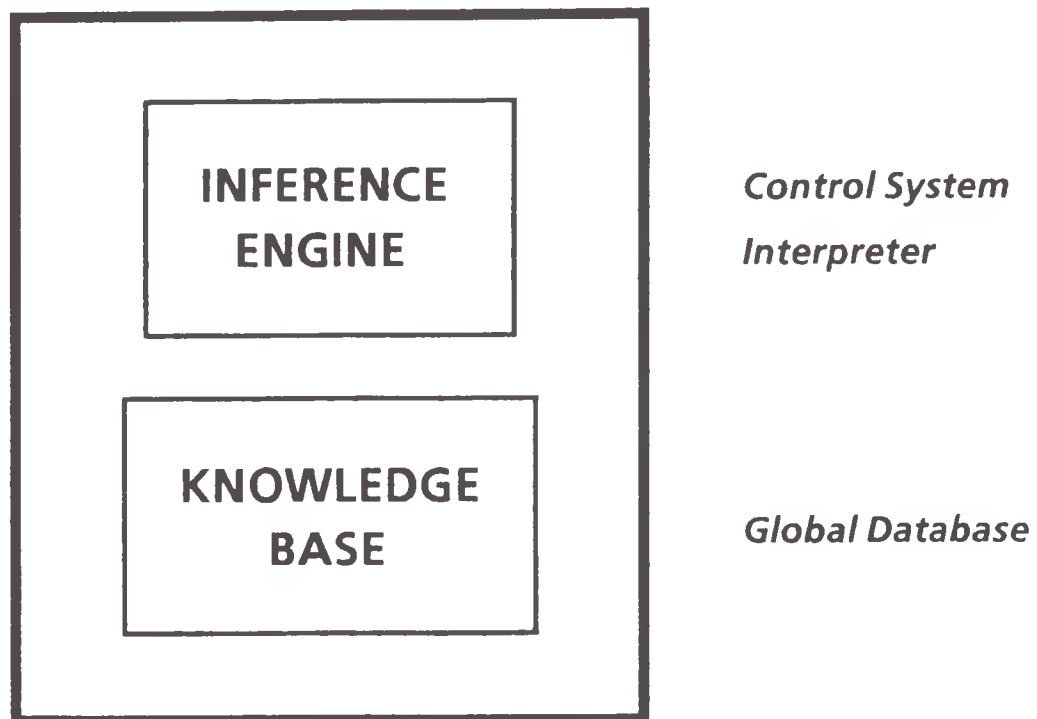 INFERENCE
ENGINE
Control System
Interpreter
KNOWLEDGE
BASE
Global Database